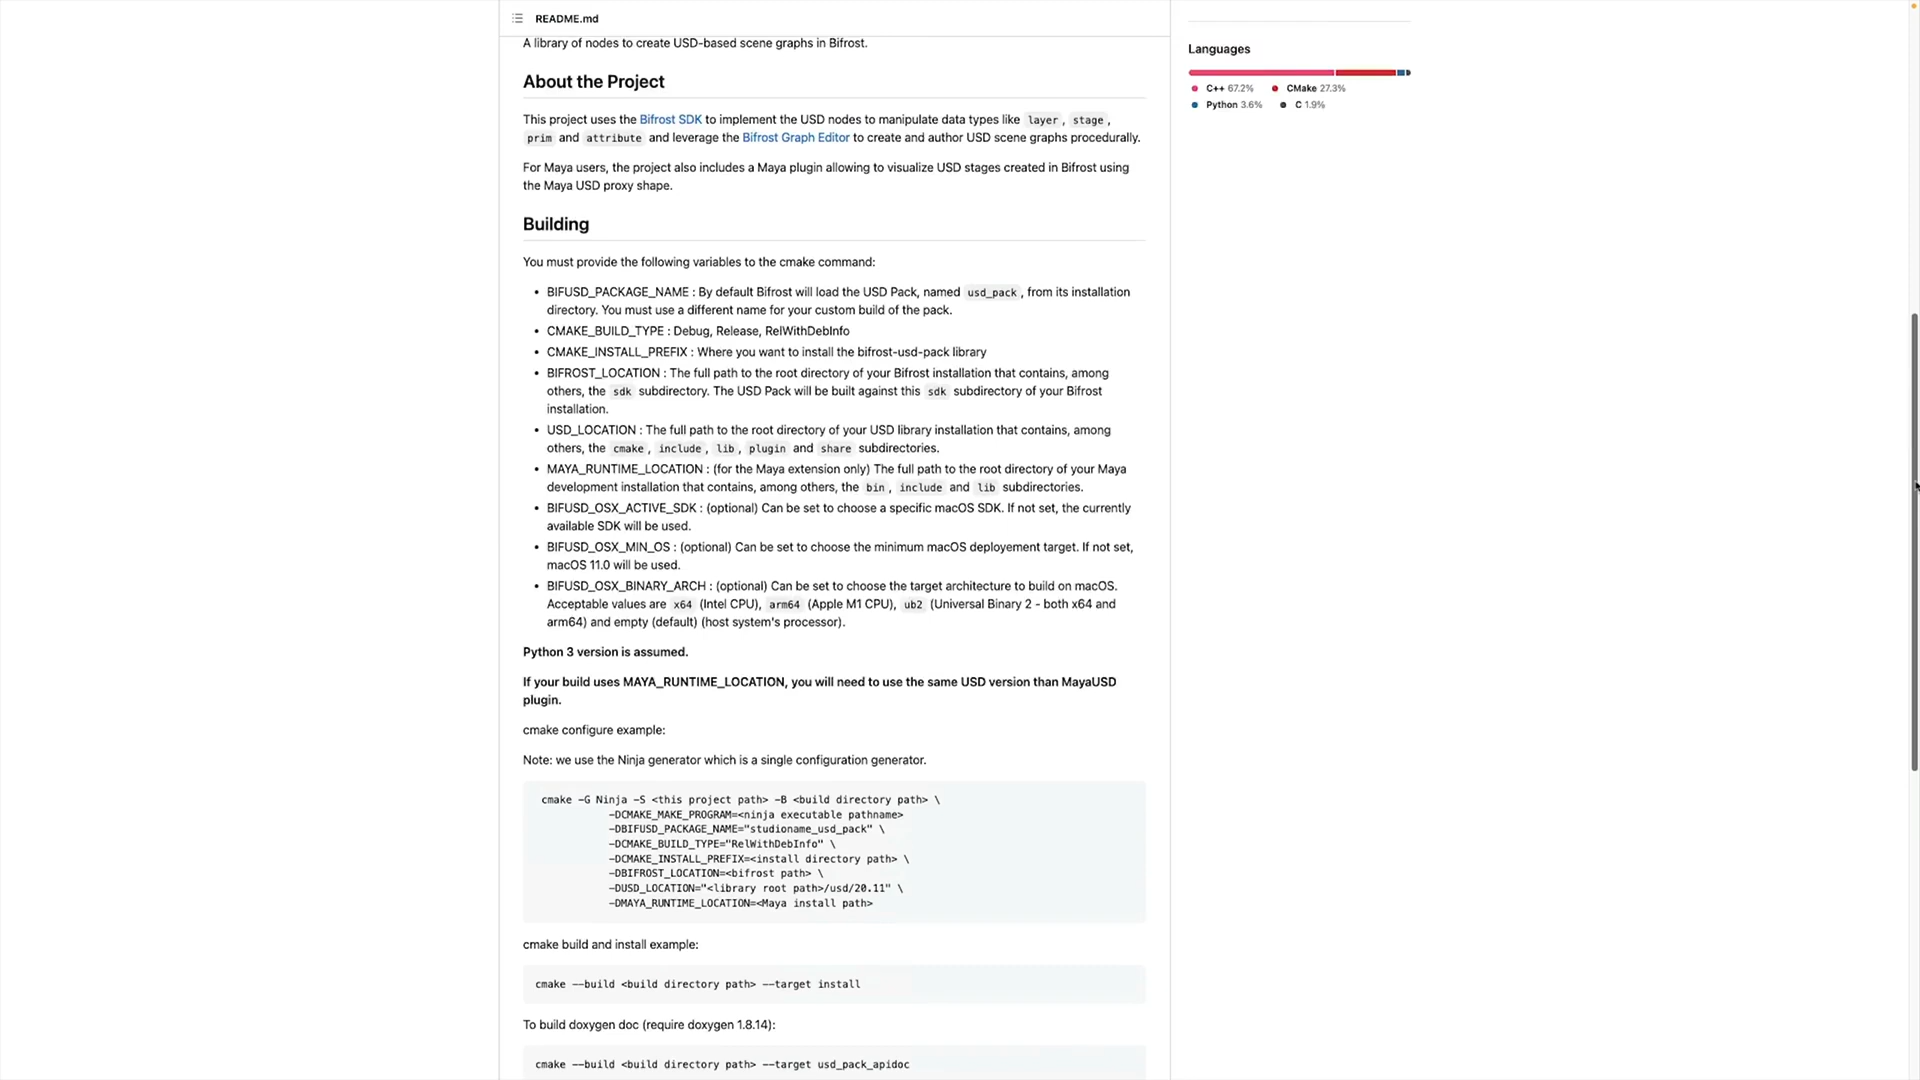 README.md
A library of nodes to create USD-based scene graphs in Bifrost.
About the Project
This project uses the Bifrost SDK to implement the USD nodes to manipulate data types like layer , stage ,
prim and attribute and leverage the Bifrost Graph Editor to create and author USD scene graphs procedurally.
For Maya users, the project also includes a Maya plugin allowing to visualize USD stages created in Bifrost using
the Maya USD proxy shape.
Building
You must provide the following variables to the cmake command:
• BIFUSD_PACKAGE_NAME : By default Bifrost will load the USD Pack, named usd_pack , from its installation
directory. You must use a different name for your custom build of the pack.
• CMAKE_BUILD_TYPE : Debug, Release, RelWithDebInfo
• CMAKE_INSTALL_PREFIX : Where you want to install the bifrost-usd-pack library
• BIFROST_LOCATION : The full path to the root directory of your Bifrost installation that contains, among
others, the sdk subdirectory. The USD Pack will be built against this sdk subdirectory of your Bifrost
installation.
• USD_LOCATION : The full path to the root directory of your USD library installation that contains, among
others, the cmake , include , lib , plugin and share subdirectories.
• MAYA_RUNTIME_LOCATION : (for the Maya extension only) The full path to the root directory of your Maya
development installation that contains, among others, the bin , include and lib subdirectories.
• BIFUSD_OSX_ACTIVE_SDK : (optional) Can be set to choose a specific macOS SDK. If not set, the currently
available SDK will be used.
• BIFUSD_OSX_MIN_OS : (optional) Can be set to choose the minimum macOS deployement target. If not set,
macOS 11.0 will be used.
• BIFUSD_OSX_BINARY_ARCH : (optional) Can be set to choose the target architecture to build on macOS.
Acceptable values are x64 (Intel CPU), arm64 (Apple M1 CPU), ub2 (Universal Binary 2 - both x64 and
arm64) and empty (default) (host system's processor).
Python 3 version is assumed.
If your build uses MAYA_RUNTIME_LOCATION, you will need to use the same USD version than MayaUSD
plugin.
cmake configure example:
Note: we use the Ninja generator which is a single configuration generator.
cmake -G Ninja -S <this project path> -B <build directory path> \
-DCMAKE_MAKE_PROGRAM=<ninja executable pathname>
-DBIFUSD_PACKAGE_NAME="studioname_usd_pack" \
-DCMAKE_BUILD_TYPE="RelWithDebInfo" \
-DCMAKE_INSTALL_PREFIX=<install directory path> \
-DBIFROST_LOCATION=<bifrost path> \
-DUSD_LOCATION="<library root path>/usd/20.11" \
-DMAYA_RUNTIME_LOCATION=<Maya install path>
cmake build and install example:
cmake --build <build directory path> --target install
To build doxygen doc (require doxygen 1.8.14):
cmake --build <build directory path> --target usd_pack_apidoc
Languages
C++ 67.2% CMake 27.3%
Python 3.6% C 1.9%